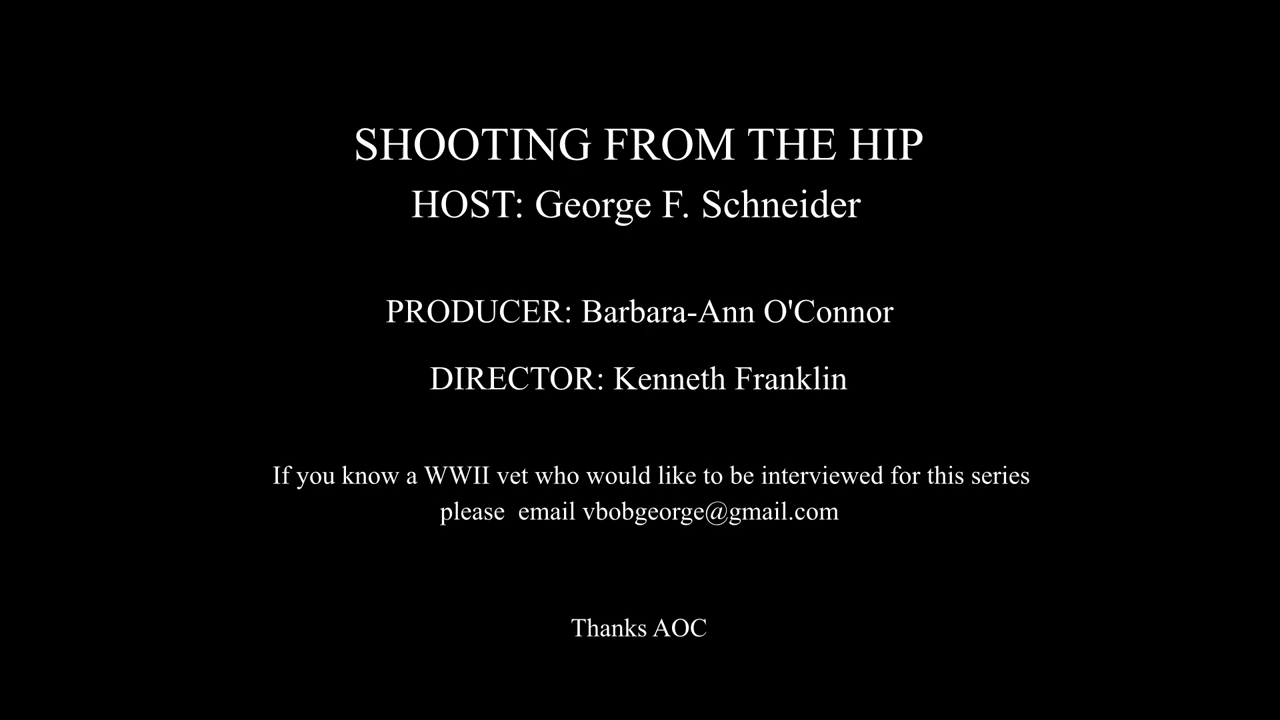 SHOOTING FROM THE HIP
HOST: George F. Schneider
PRODUCER: Barbara-Ann O'Connor
DIRECTOR: Kenneth Franklin
If you know a WWII vet who would like to be interviewed for this series
please  email vbobgeorge@gmail.com
Thanks AOC